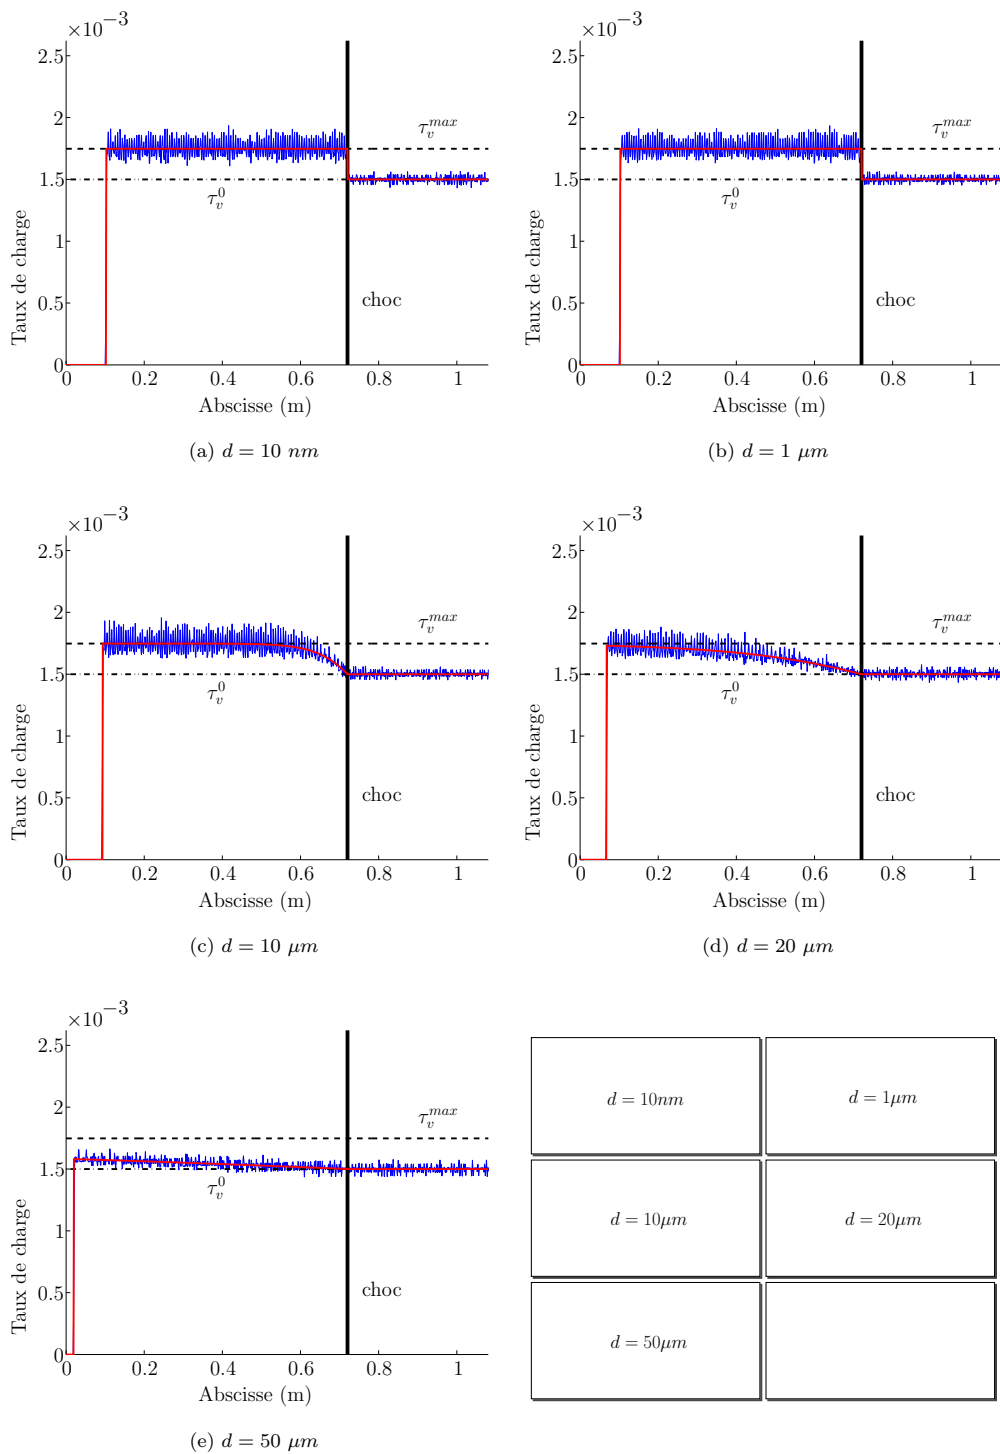 ×10⁻³
2.5
2
τ_v^{max}
1.5
τ_v^0
1
Taux de charge
0.5
choc
0
0 0.2 0.4 0.6 0.8 1
Abscisse (m)
(a) d = 10 nm
×10⁻³
2.5
2
τ_v^{max}
1.5
τ_v^0
1
Taux de charge
0.5
choc
0
0 0.2 0.4 0.6 0.8 1
Abscisse (m)
(b) d = 1 μm
×10⁻³
2.5
2
τ_v^{max}
1.5
τ_v^0
1
Taux de charge
0.5
choc
0
0 0.2 0.4 0.6 0.8 1
Abscisse (m)
(c) d = 10 μm
×10⁻³
2.5
2
τ_v^{max}
1.5
τ_v^0
1
Taux de charge
0.5
choc
0
0 0.2 0.4 0.6 0.8 1
Abscisse (m)
(d) d = 20 μm
×10⁻³
2.5
2
τ_v^{max}
1.5
τ_v^0
1
Taux de charge
0.5
choc
0
0 0.2 0.4 0.6 0.8 1
Abscisse (m)
(e) d = 50 μm
d = 10nm
d = 1μm
d = 10μm
d = 20μm
d = 50μm